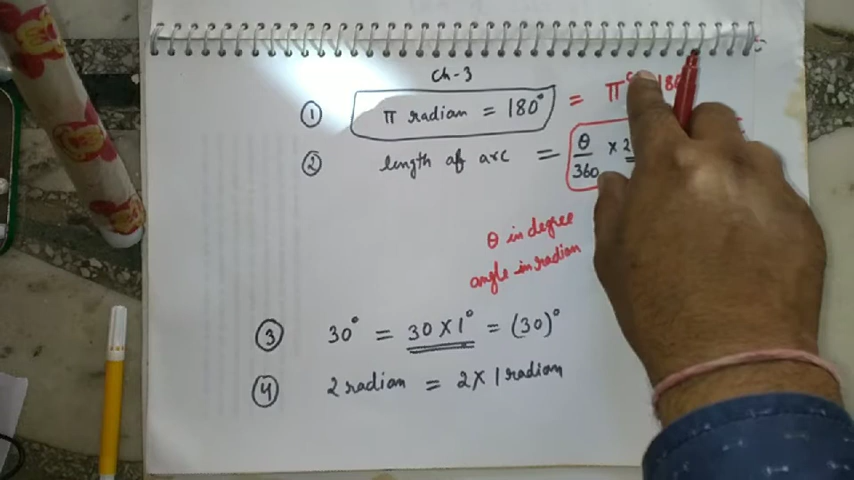 Ch-3
① π radian = 180° = π^c 180
② length of arc = θ/360 × 2
θ in degree
angle in radian
③ 30° = 30 × 1° = (30)°
④ 2 radian = 2 × 1 radian